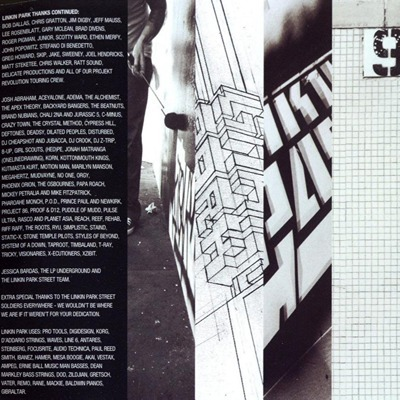 LINKIN PARK THANKS CONTINUED:
BOB DALLAS, CHRIS GRATTON, JIM DIGBY, JEFF MAUSS,
LEE ROSENBLATT, GARY MCLEAN, BRAD DIVENS,
ROGER PIGMAN, JUNIOR, SCOTTY WARD, ETHEN MERFY,
JOHN POPOWITZ, STEFANO DI BENEDETTO,
GREG HOWARD, SKIP, JAKE, SWEENEY, JOEL HENDRICKS,
MATT STEKETEE, CHRIS WALKER, RATT SOUND,
DELICATE PRODUCTIONS AND ALL OF OUR PROJEKT
REVOLUTION TOURING CREW.
JOSH ABRAHAM, ACEYALONE, ADEMA, THE ALCHEMIST,
THE APEX THEORY, BACKYARD BANGERS, THE BEATNUTS,
BRAND NUBIANS, CHALI 2NA AND JURASSIC 5, C-MINUS,
CRAZY TOWN, THE CRYSTAL METHOD, CYPRESS HILL,
DEFTONES, DEADSY, DILATED PEOPLES, DISTURBED,
DJ CHEAPSHOT AND JUBACCA, DJ CROOK, DJ Z-TRIP,
E-UP, GIRL SCOUTS, (HED)PE, JONAH MATRANGA
(ONELINEDRAWING), KORN, KOTTONMOUTH KINGS,
KUTMASTA KURT, MOTION MAN, MARILYN MANSON,
MEGAHERTZ, MUDVAYNE, NO ONE, ORGY,
PHOENIX ORION, THE OSBOURNES, PAPA ROACH,
MICKEY PETRALIA AND MIKE FITZPATRICK,
PHAROAHE MONCH, P.O.D., PRINCE PAUL AND NEWKIRK,
PROJECT 86, PROOF & D12, PUDDLE OF MUDD, PULSE
ULTRA, RASCO AND PLANET ASIA, REACH, REEF, REHAB,
RIFF RAFF, THE ROOTS, RYU, SIMPLISTIC, STAIND,
STATIC-X, STONE TEMPLE PILOTS, STYLES OF BEYOND,
SYSTEM OF A DOWN, TAPROOT, TIMBALAND, T-RAY,
TRICKY, VISIONARIES, X-ECUTIONERS, XZIBIT.
JESSICA BARDAS, THE LP UNDERGROUND AND
THE LINKIN PARK STREET TEAM.
EXTRA SPECIAL THANKS TO THE LINKIN PARK STREET
SOLDIERS EVERYWHERE – WE WOULDN'T BE WHERE
WE ARE IF IT WEREN'T FOR YOUR DEDICATION.
LINKIN PARK USES: PRO TOOLS, DIGIDESIGN, KORG,
D'ADDARIO STRINGS, WAVES, LINE 6, ANTARES,
STEINBERG, FOCUSRITE, AUDIO TECHNICA, PAUL REED
SMITH, IBANEZ, HAMER, MESA BOOGIE, AKAI, VESTAX,
AMPEG, ERNIE BALL, MUSIC MAN BASSES, DEAN
MARKLEY BASS STRINGS, DOD, ZILDJIAN, GRETSCH,
VATER, REMO, RANE, MACKIE, BALDWIN PIANOS,
GIBRALTAR.
9